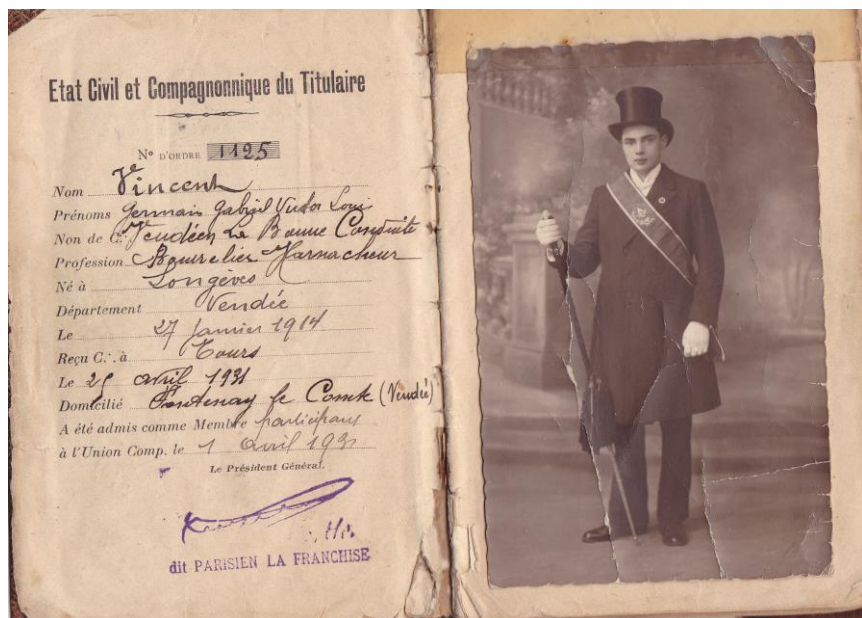 Etat Civil et Compagnonnique du Titulaire
N° D'ORDRE 1125
Nom Vincent
Prénoms Germain Gabriel Victor Louis
Non de C∴ Vendéen La Bonne Conduite
Profession Bourrelier Harnacheur
Né à Longèves
Département Vendée
Le 27 Janvier 1914
Reçu C∴ à Tours
Le avril 1931
Domicilié Fontenay le Comte (Vendée)
A été admis comme Membre participant
à l'Union Comp. le 1 avril
Le Président Général.
dit PARISIEN LA FRANCHISE